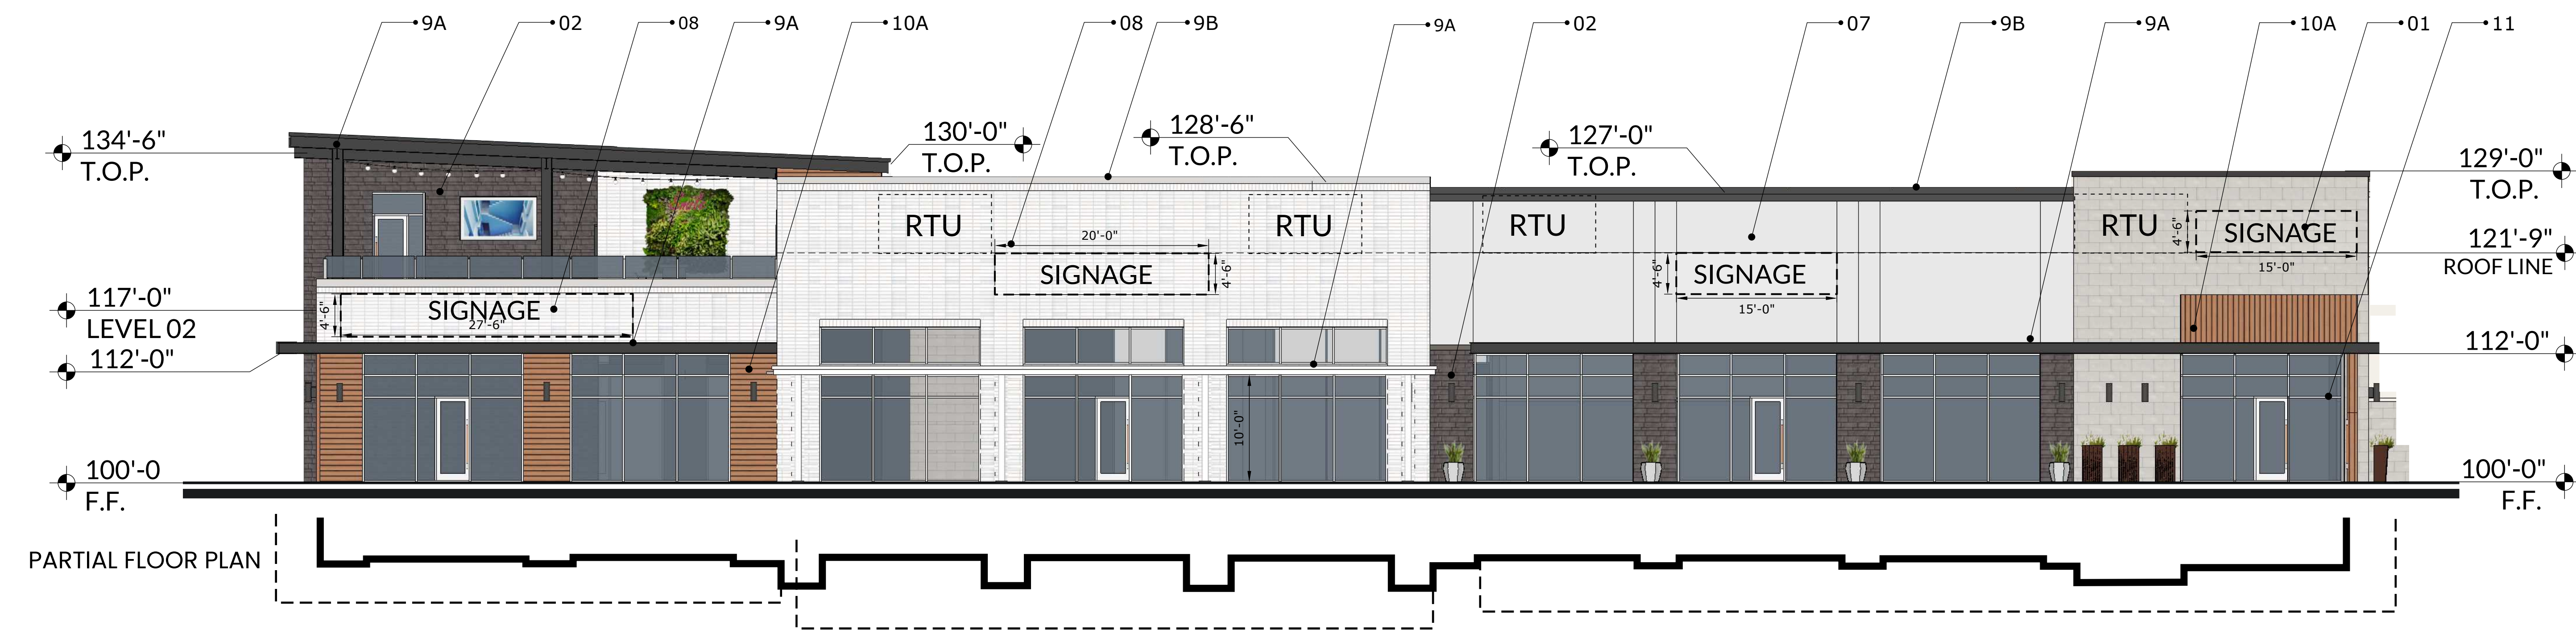 9A
02
08
9A
10A
08
9B
9A
02
07
9B
9A
10A
01
11
134'-6"
T.O.P.
130'-0"
T.O.P.
128'-6"
T.O.P.
127'-0"
T.O.P.
129'-0"
T.O.P.
RTU
RTU
RTU
RTU
4'-6"
SIGNAGE
15'-0"
20'-0"
SIGNAGE
4'-6"
4'-6"
SIGNAGE
15'-0"
121'-9"
ROOF LINE
117'-0"
LEVEL 02
4'-6"
SIGNAGE
27'-6"
112'-0"
112'-0"
10'-0"
100'-0
F.F.
100'-0"
F.F.
PARTIAL FLOOR PLAN